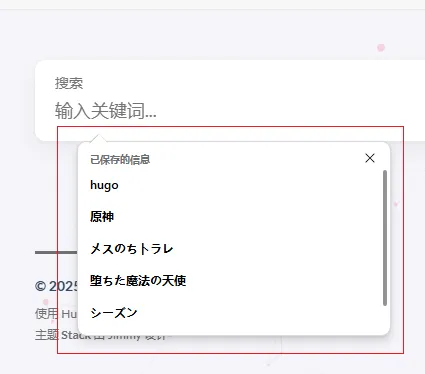 搜索
输入关键词...
已保存的信息
hugo
原神
メスのち卜ラレ
堕ちた魔法の天使
シーズン
© 2025
使用 Hu
主题 Stack 由 Jimmy 设计